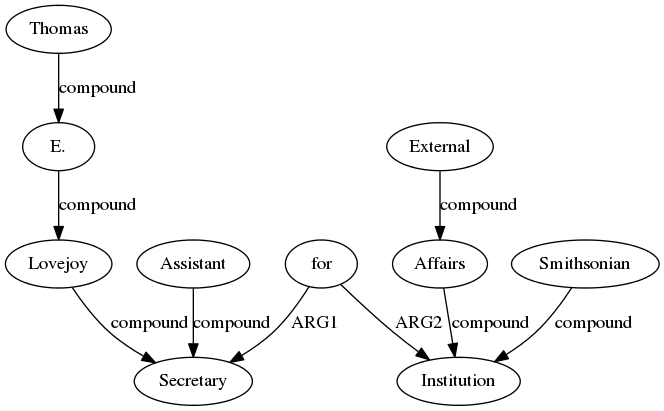 Thomas
compound
E.
External
compound
compound
Lovejoy
Assistant
for
Affairs
Smithsonian
compound
compound
ARG1
ARG2
compound
compound
Secretary
Institution